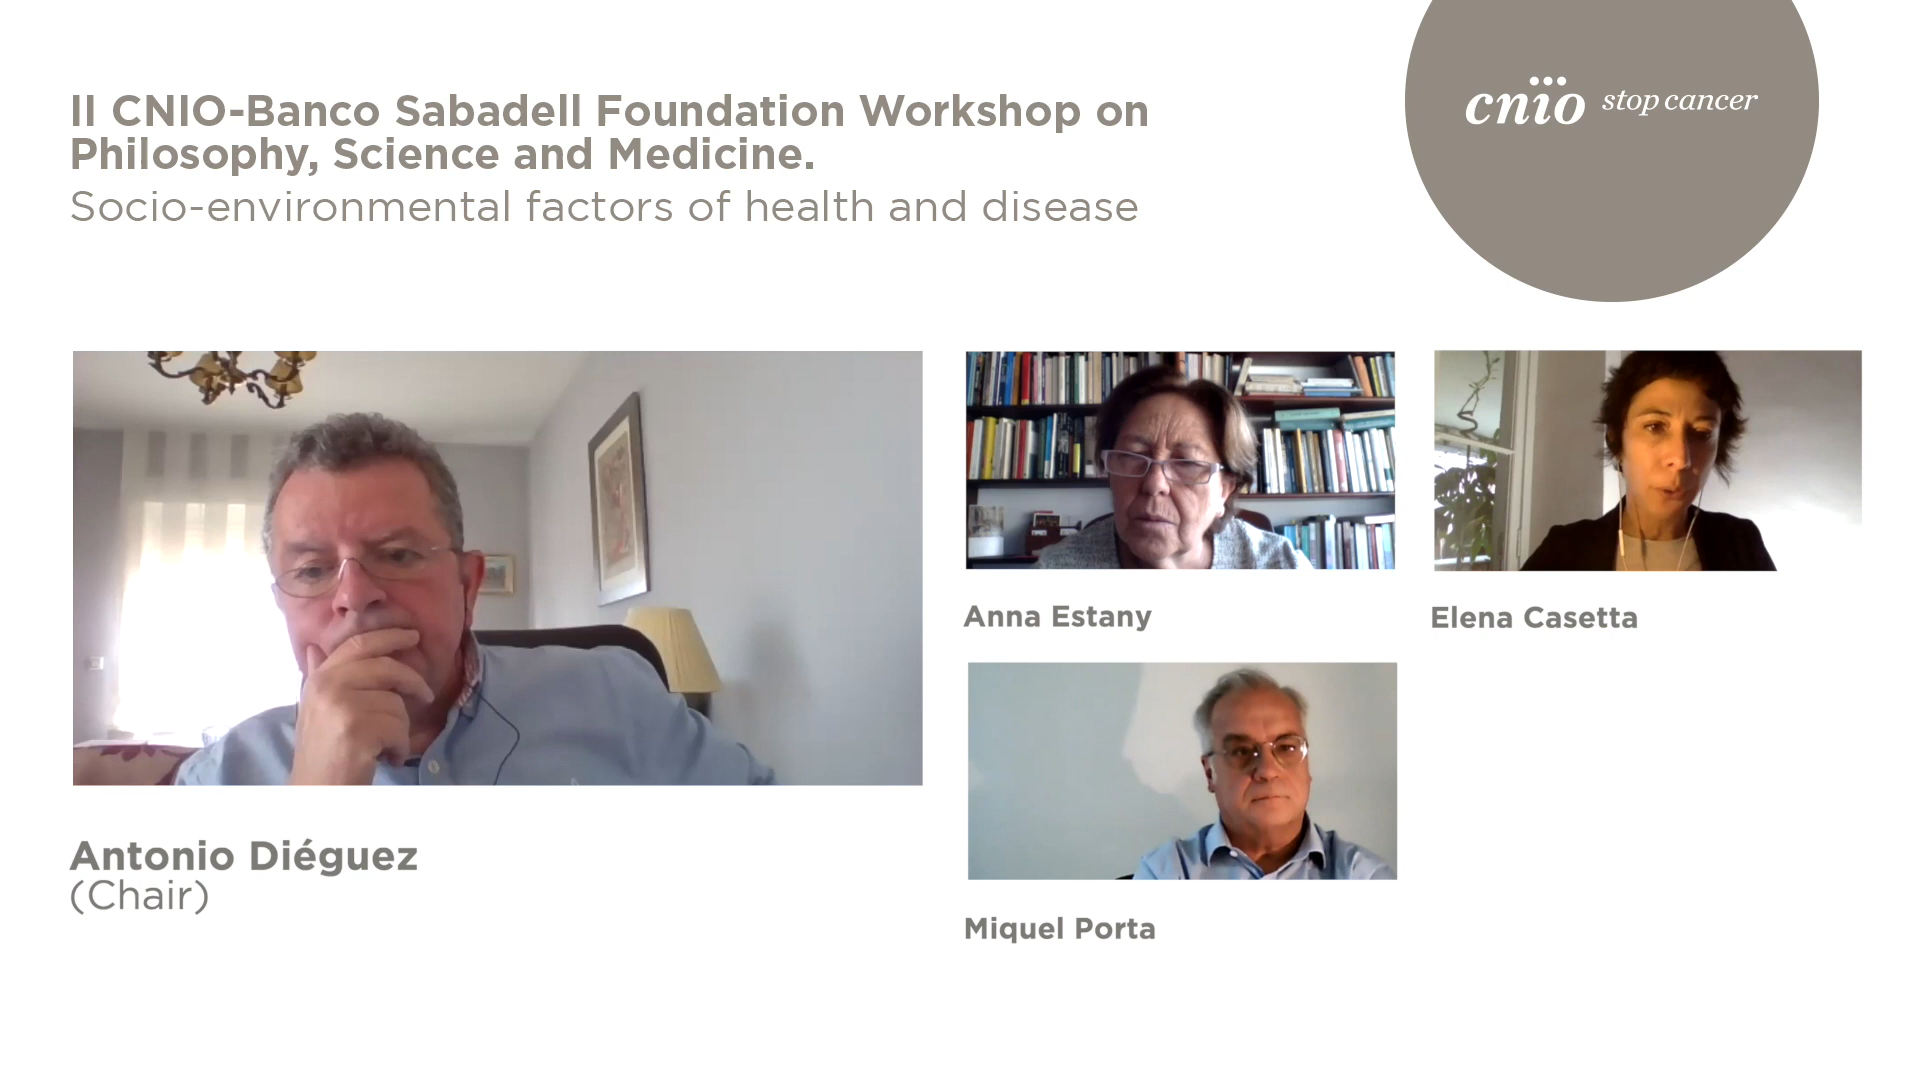 II CNIO-Banco Sabadell Foundation Workshop on
Philosophy, Science and Medicine.
Socio-environmental factors of health and disease
cnio stop cancer
Antonio Diéguez
(Chair)
Anna Estany
Elena Casetta
Miquel Porta